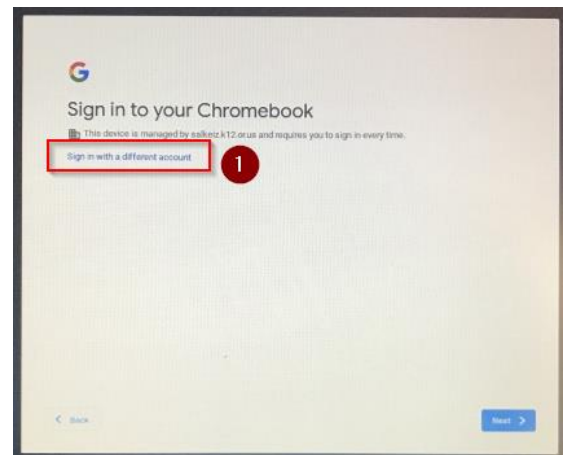 G
Sign in to your Chromebook
This device is managed by salkeiz.k12.or.us and requires you to sign in every time.
Sign in with a different account
1
Back
Next